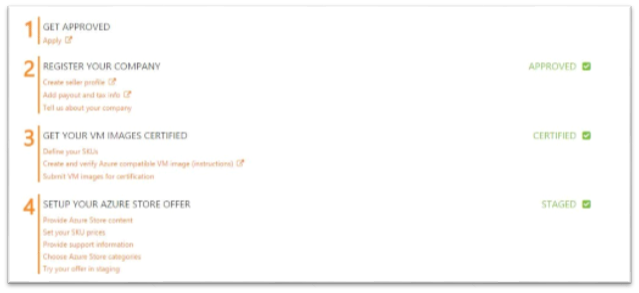 1 GET APPROVED
Apply
2 REGISTER YOUR COMPANY APPROVED
Create seller profile
Add payout and tax info
Tell us about your company
3 GET YOUR VM IMAGES CERTIFIED CERTIFIED
Define your SKUs
Create and verify Azure compatible VM image (instructions)
Submit VM images for certification
4 SETUP YOUR AZURE STORE OFFER STAGED
Provide Azure Store content
Set your SKU prices
Provide support information
Choose Azure Store categories
Try your offer in staging